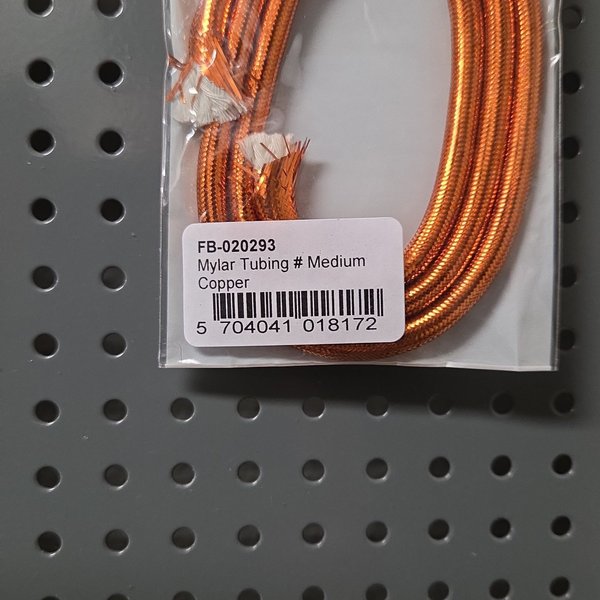 FB-020293
Mylar Tubing # Medium
Copper
5 704041 018172